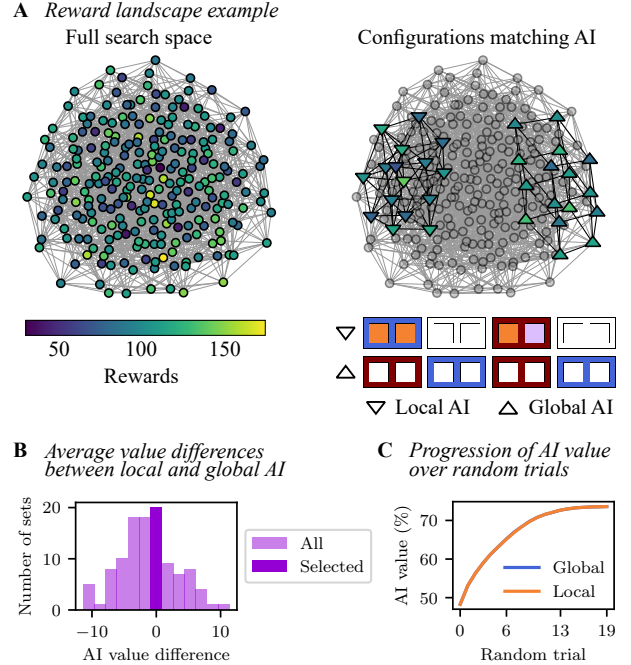 A Reward landscape example
Full search space
Configurations matching AI
50 100 150
Rewards
Local AI Global AI
B Average value differences
between local and global AI
Number of sets
20
10
0
−10 0 10
AI value difference
All
Selected
C Progression of AI value
over random trials
AI value (%)
70
60
50
Global
Local
0 6 13 19
Random trial